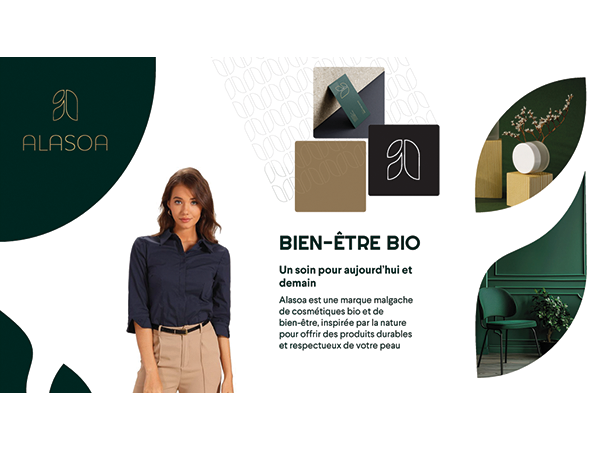 ALASOA
BIEN-ÊTRE BIO
Un soin pour aujourd'hui et
demain
Alasoa est une marque malgache
de cosmétiques bio et de
bien-être, inspirée par la nature
pour offrir des produits durables
et respectueux de votre peau